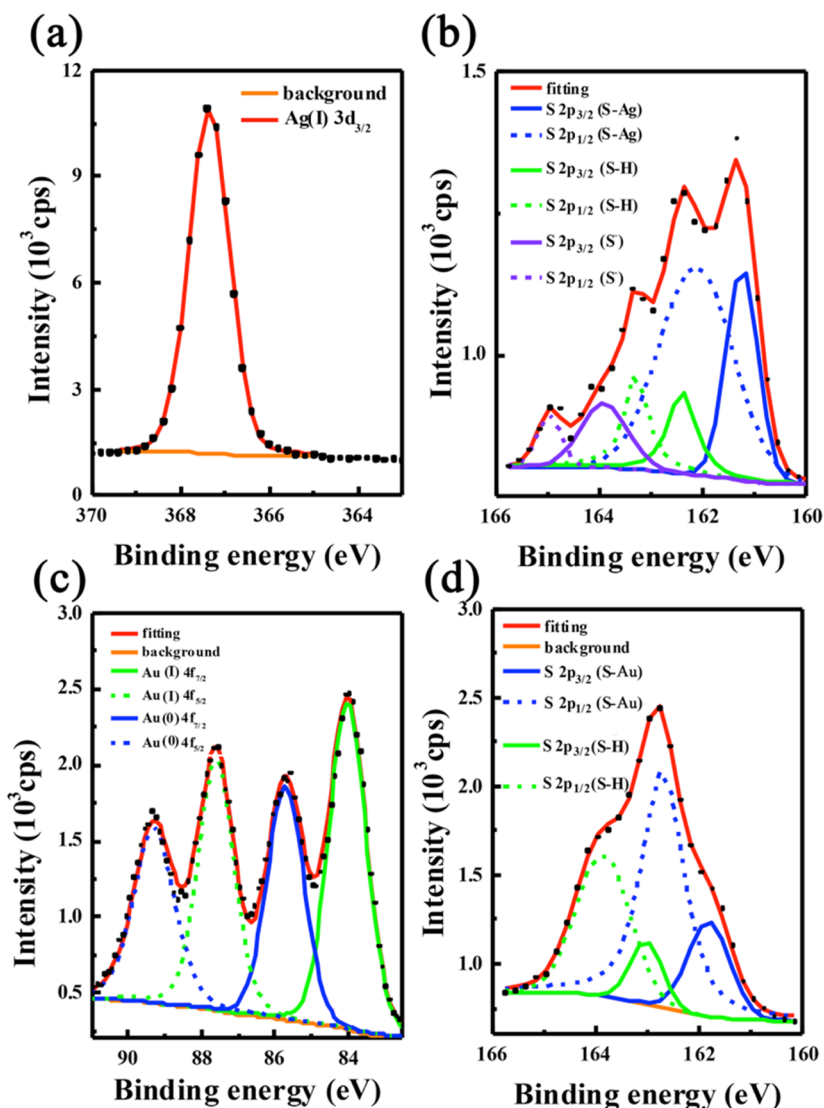 (a)
12
9
6
3
0
background
Ag(I) 3d3/2
370
368
366
364
Intensity (10³cps)
Binding energy (eV)
(b)
1.5
1.0
fitting
S 2p3/2 (S-Ag)
S 2p1/2 (S-Ag)
S 2p3/2 (S-H)
S 2p1/2 (S-H)
S 2p3/2 (S⁻)
S 2p1/2 (S⁻)
166
164
162
160
Intensity (10³cps)
Binding energy (eV)
(c)
3.0
2.5
2.0
1.5
1.0
0.5
fitting
background
Au (I) 4f7/2
Au (I) 4f5/2
Au(0) 4f7/2
Au (0) 4f5/2
90
88
86
84
Intensity (10³cps)
Binding energy (eV)
(d)
3.0
2.5
2.0
1.5
1.0
fitting
background
S 2p3/2 (S-Au)
S 2p1/2 (S-Au)
S 2p3/2(S-H)
S 2p1/2(S-H)
166
164
162
160
Intensity (10³cps)
Binding energy (eV)